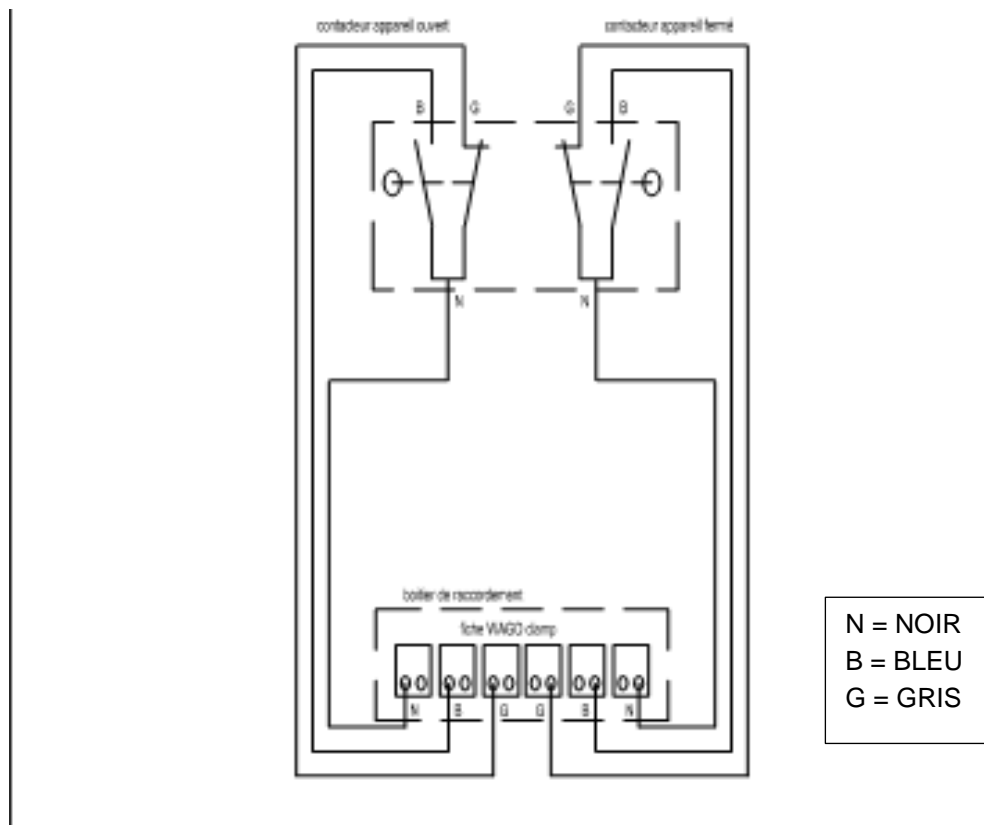 contacteur appareil ouvert
contacteur appareil fermé
B
G
G
B
N
N
boitier de raccordement
fiche WAGO clamp
N
B
G
G
B
N
N = NOIR
B = BLEU
G = GRIS